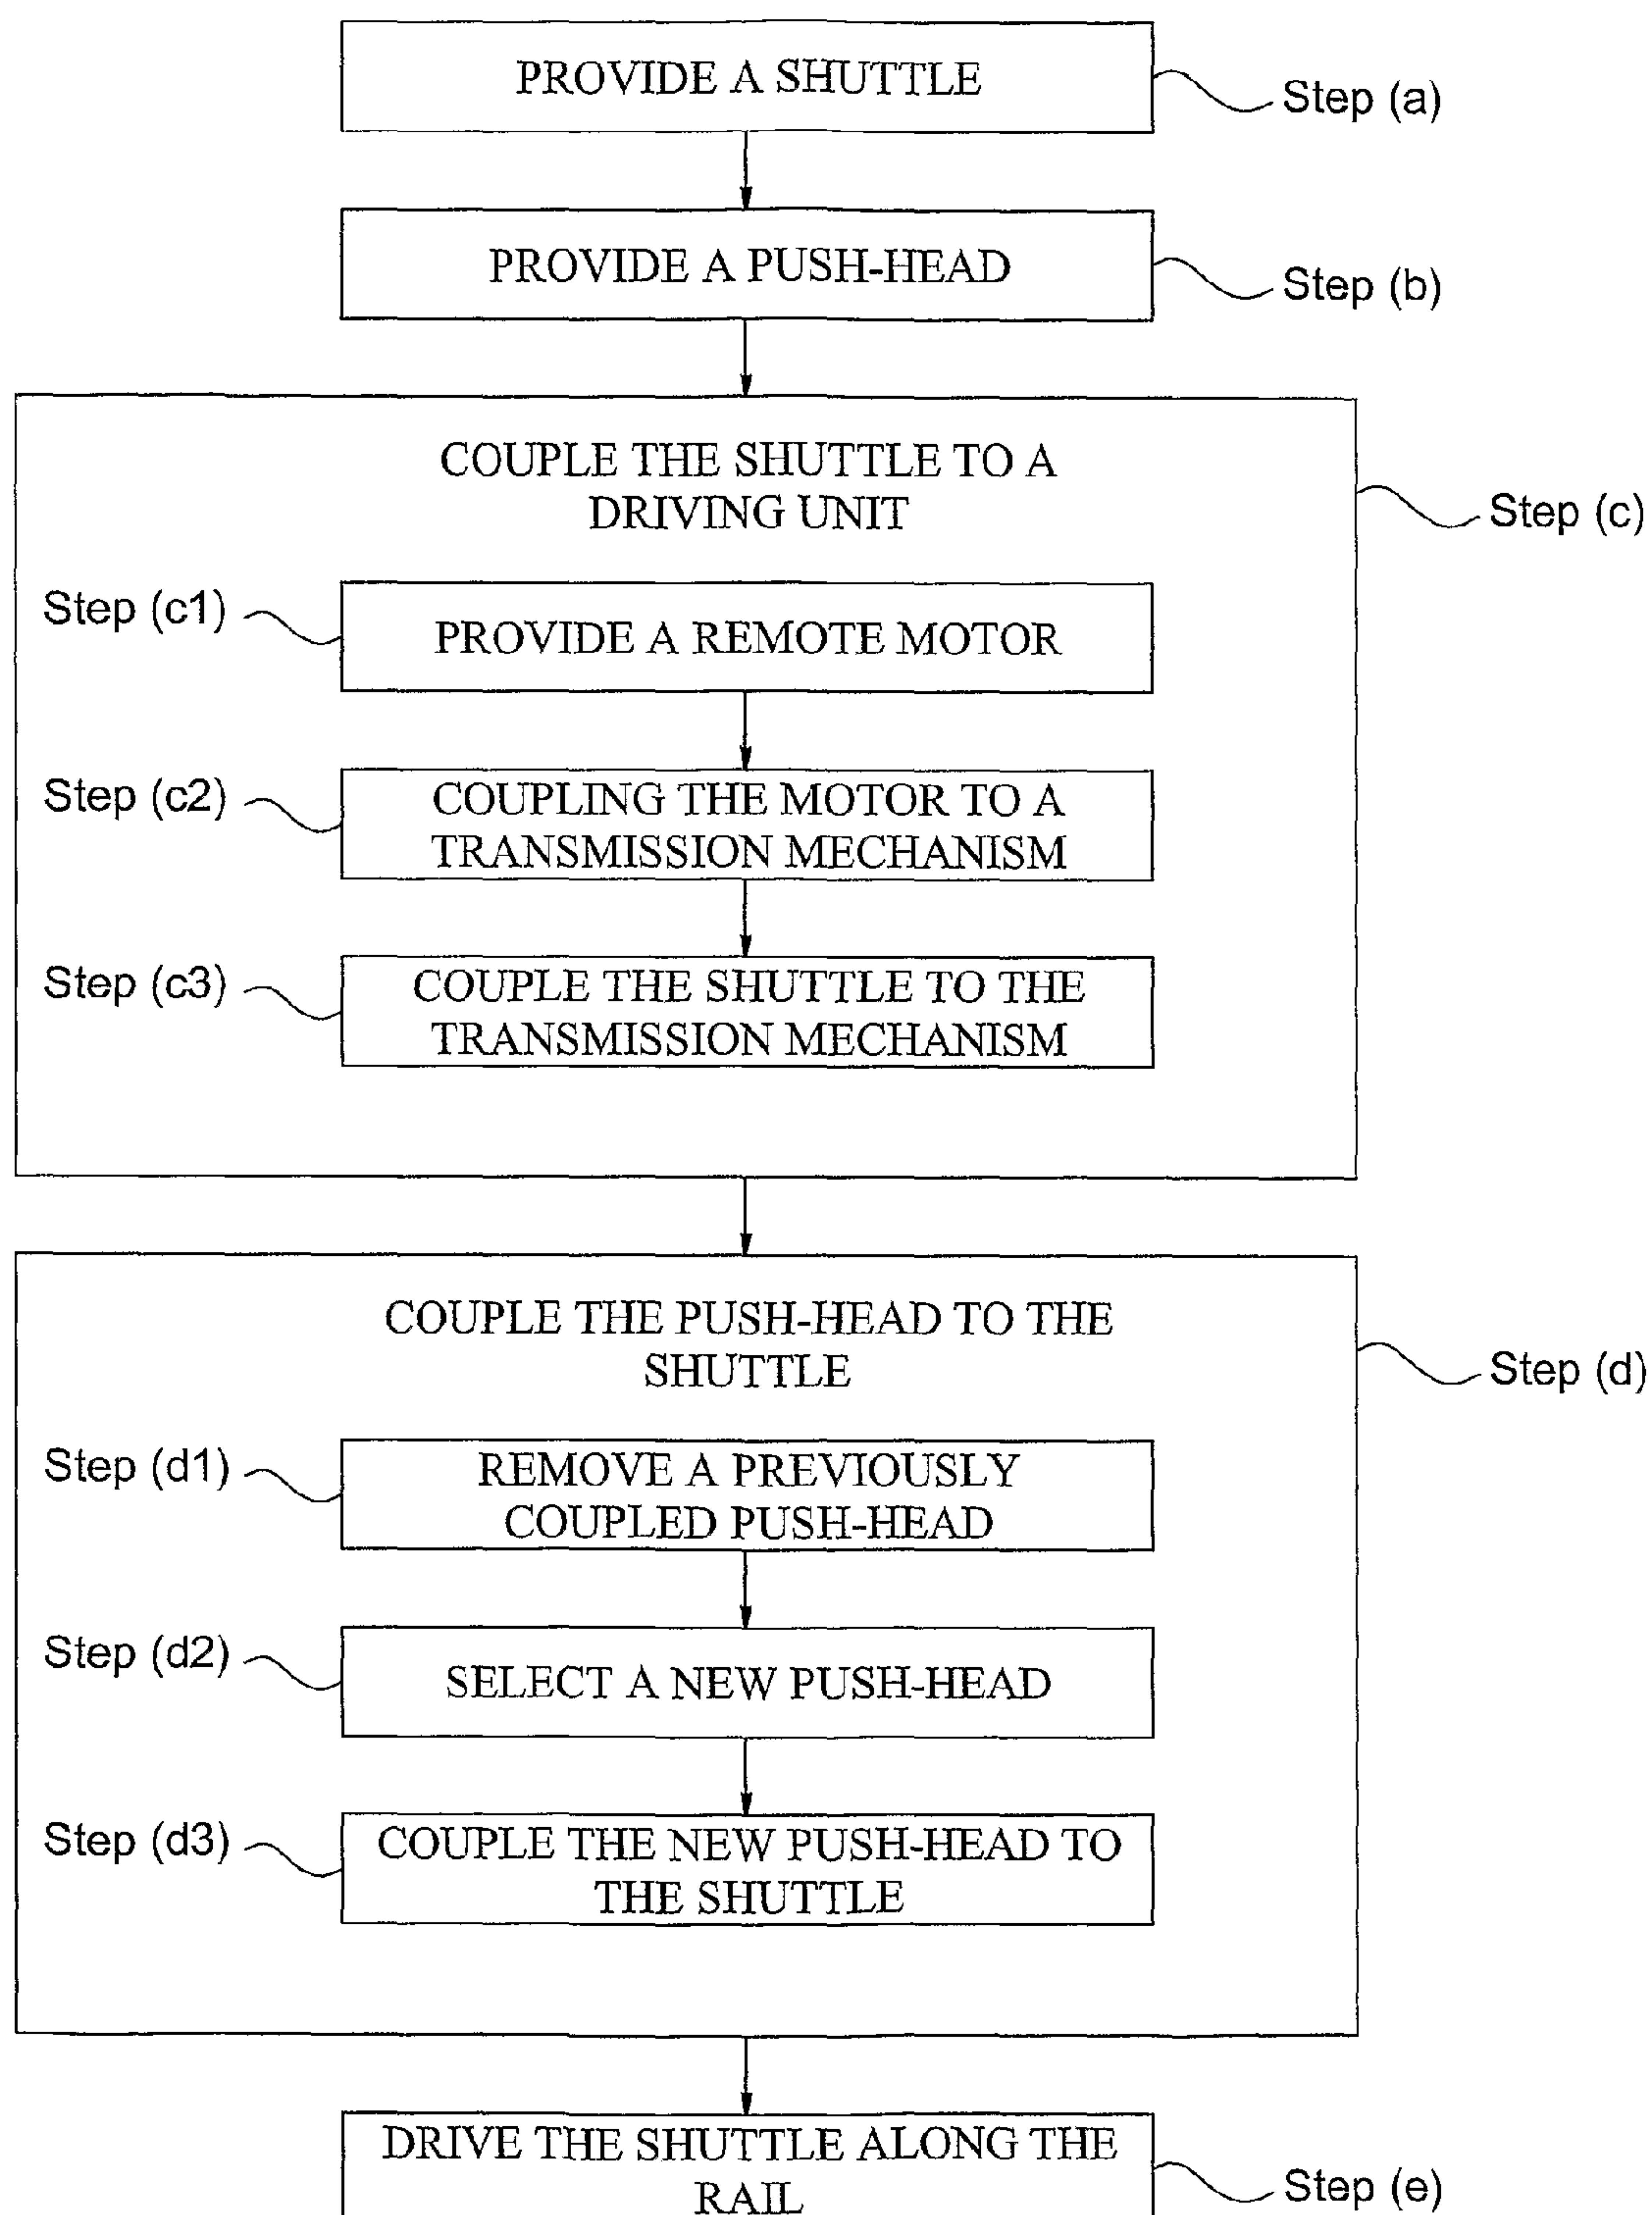 PROVIDE A SHUTTLE
Step (a)
PROVIDE A PUSH-HEAD
Step (b)
COUPLE THE SHUTTLE TO A
DRIVING UNIT
Step (c)
Step (c1)
PROVIDE A REMOTE MOTOR
Step (c2)
COUPLING THE MOTOR TO A
TRANSMISSION MECHANISM
Step (c3)
COUPLE THE SHUTTLE TO THE
TRANSMISSION MECHANISM
COUPLE THE PUSH-HEAD TO THE
SHUTTLE
Step (d)
Step (d1)
REMOVE A PREVIOUSLY
COUPLED PUSH-HEAD
Step (d2)
SELECT A NEW PUSH-HEAD
Step (d3)
COUPLE THE NEW PUSH-HEAD TO
THE SHUTTLE
DRIVE THE SHUTTLE ALONG THE
RAIL
Step (e)